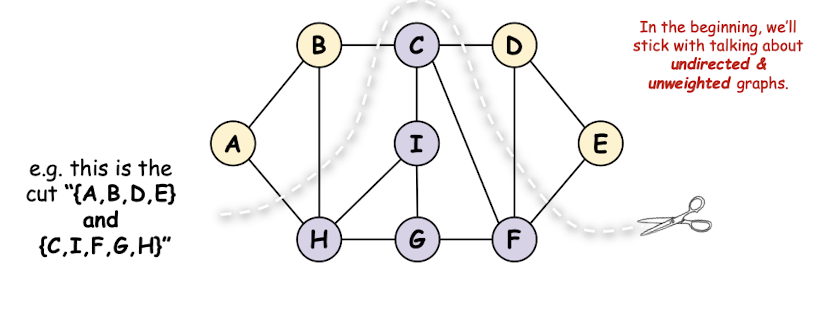 In the beginning, we'll
stick with talking about
undirected &
unweighted graphs.
B
C
D
A
I
E
e.g. this is the
cut "{A,B,D,E}
and
{C,I,F,G,H}"
H
G
F